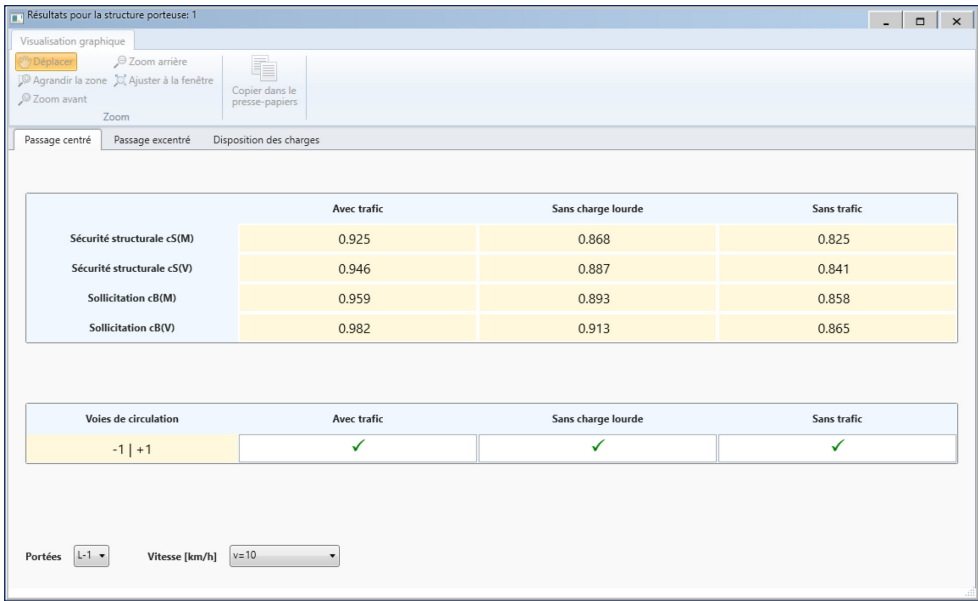 Résultats pour la structure porteuse: 1
Visualisation graphique
Déplacer Zoom arrière
Agrandir la zone Ajuster à la fenêtre
Zoom avant
Copier dans le
presse-papiers
Zoom
Passage centré Passage excentré Disposition des charges
Avec trafic Sans charge lourde Sans trafic
Sécurité structurale cS(M) 0.925 0.868 0.825
Sécurité structurale cS(V) 0.946 0.887 0.841
Sollicitation cB(M) 0.959 0.893 0.858
Sollicitation cB(V) 0.982 0.913 0.865
Voies de circulation Avec trafic Sans charge lourde Sans trafic
-1 | +1 ✓ ✓ ✓
Portées L-1 Vitesse [km/h] v=10